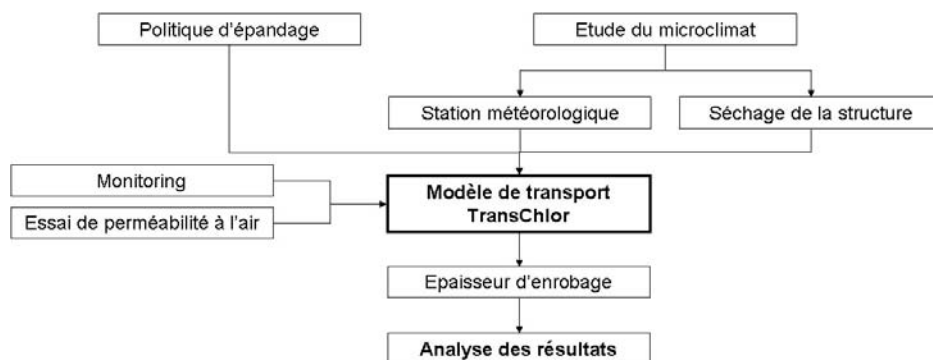 Politique d'épandage
Etude du microclimat
Station météorologique
Séchage de la structure
Monitoring
Essai de perméabilité à l'air
Modèle de transport
TransChlor
Epaisseur d'enrobage
Analyse des résultats